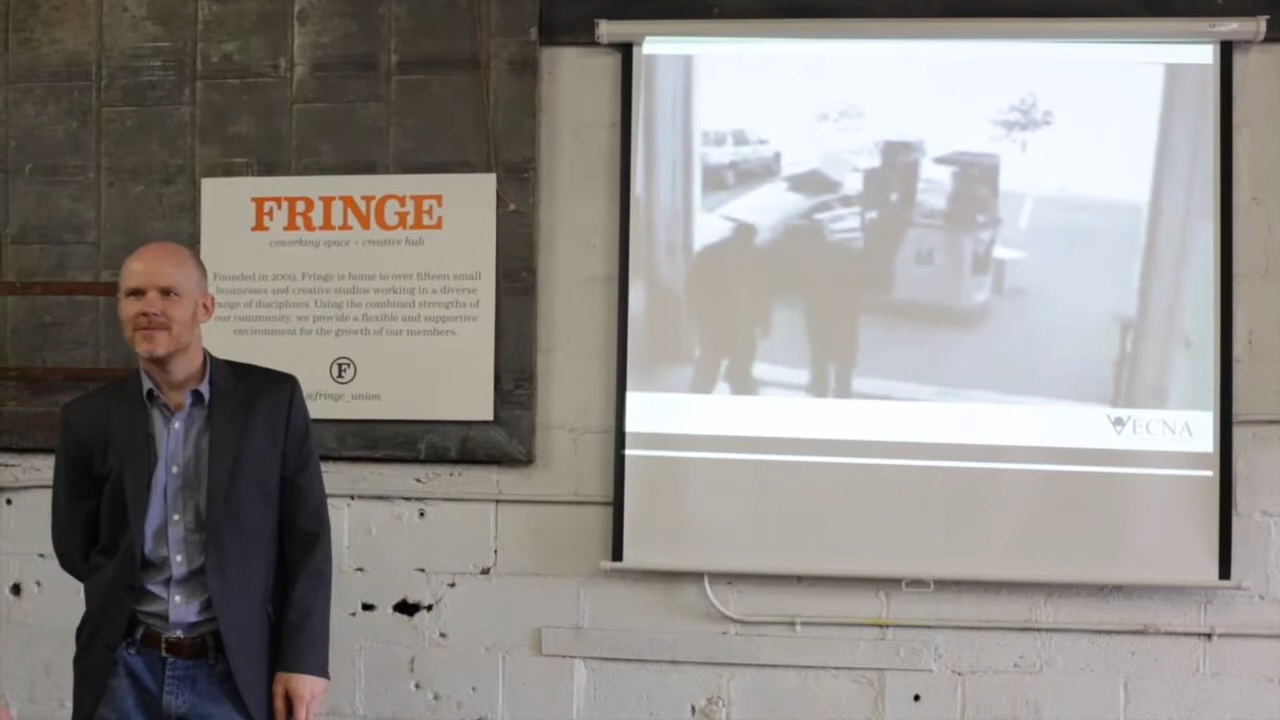 FRINGE
coworking space + creative hub
Founded in 2009, Fringe is home to over fifteen small
businesses and creative studios working in a diverse
range of disciplines. Using the combined strengths of
our community, we provide a flexible and supportive
environment for the growth of our members.
F
@fringe_union
VECNA